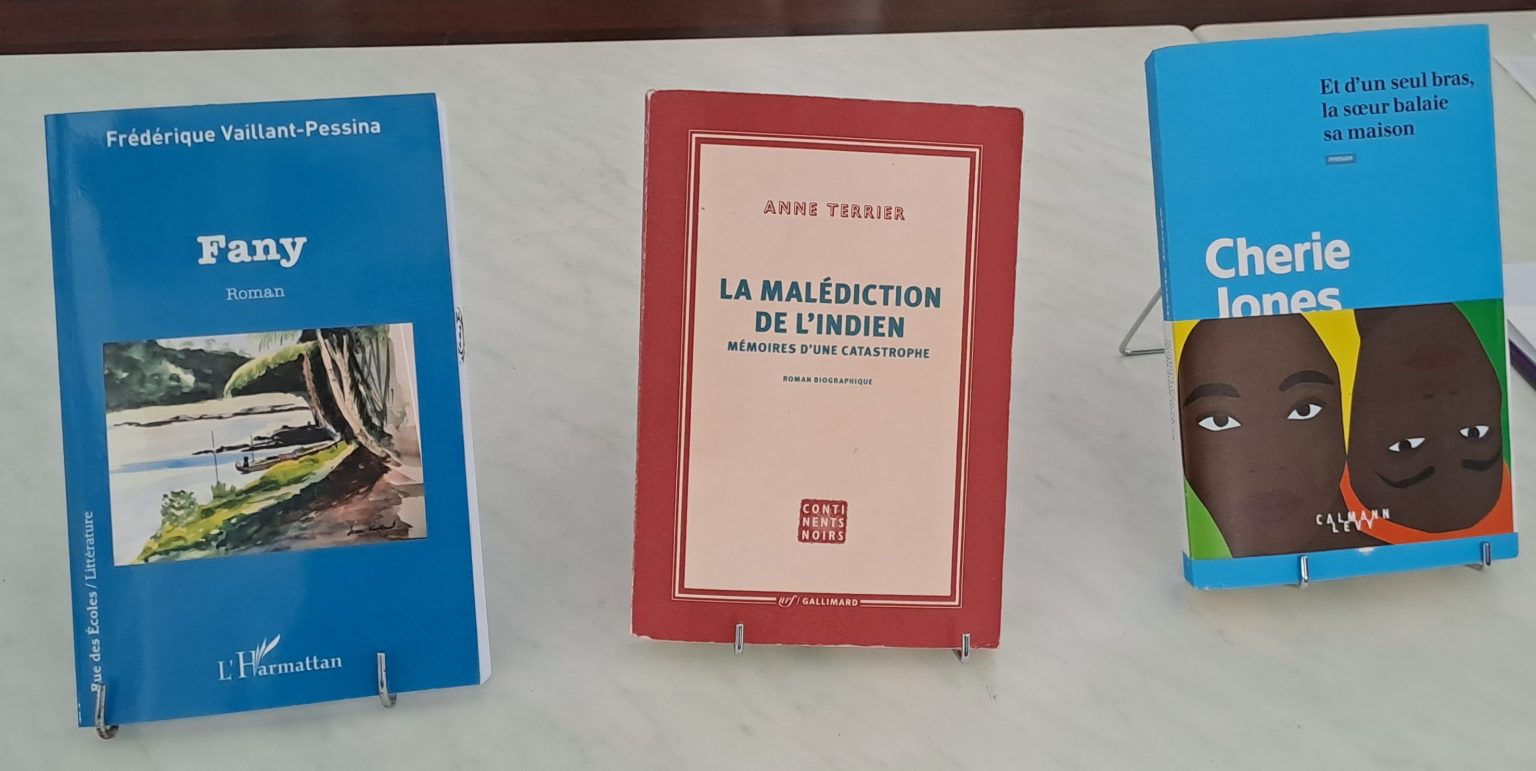 Frédérique Vaillant-Pessina
Fany
Roman
Rue des Écoles / Littérature
L'Harmattan
ANNE TERRIER
LA MALÉDICTION
DE L'INDIEN
MÉMOIRES D'UNE CATASTROPHE
ROMAN BIOGRAPHIQUE
CONTI
NENTS
NOIRS
nrf / GALLIMARD
Et d'un seul bras,
la sœur balaie
sa maison
roman
Cherie
Jones
CALMANN
LEVY